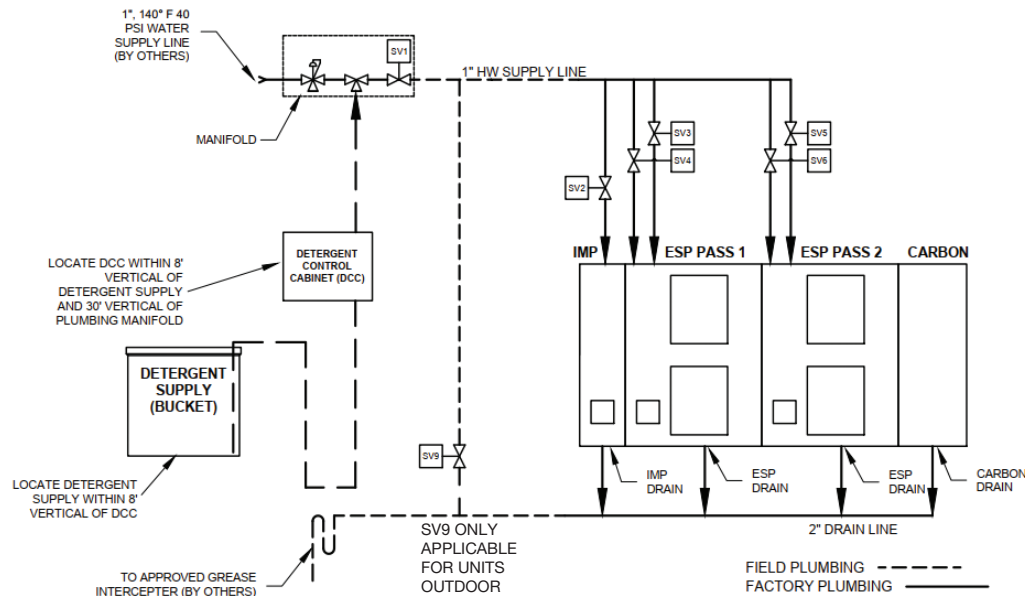 1", 140° F 40
PSI WATER
SUPPLY LINE
(BY OTHERS)
SV1
1" HW SUPPLY LINE
MANIFOLD
SV3
SV5
SV4
SV6
SV2
LOCATE DCC WITHIN 8'
VERTICAL OF
DETERGENT SUPPLY
AND 30' VERTICAL OF
PLUMBING MANIFOLD
DETERGENT
CONTROL
CABINET (DCC)
IMP
ESP PASS 1
ESP PASS 2
CARBON
DETERGENT
SUPPLY
(BUCKET)
SV9
LOCATE DETERGENT
SUPPLY WITHIN 8'
VERTICAL OF DCC
IMP
DRAIN
ESP
DRAIN
ESP
DRAIN
CARBON
DRAIN
SV9 ONLY
APPLICABLE
FOR UNITS
OUTDOOR
2" DRAIN LINE
TO APPROVED GREASE
INTERCEPTER (BY OTHERS)
FIELD PLUMBING
FACTORY PLUMBING